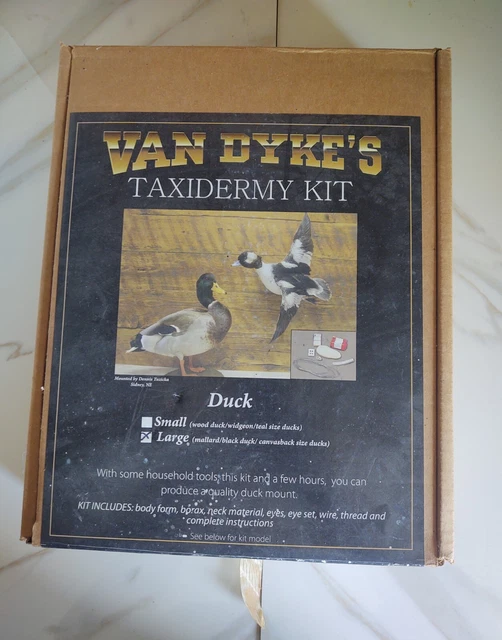 VAN DYKE'S
TAXIDERMY KIT
Mounted by Dennis
Sidney, NE
Duck
Small (wood duck/widgeon/teal size ducks)
Large (mallard/black duck/ canvasback size ducks)
With some household tools, this kit and a few hours, you can
produce a quality duck mount.
KIT INCLUDES: body form, borax, neck material, eyes, eye set, wire, thread and
complete instructions
See below for kit model